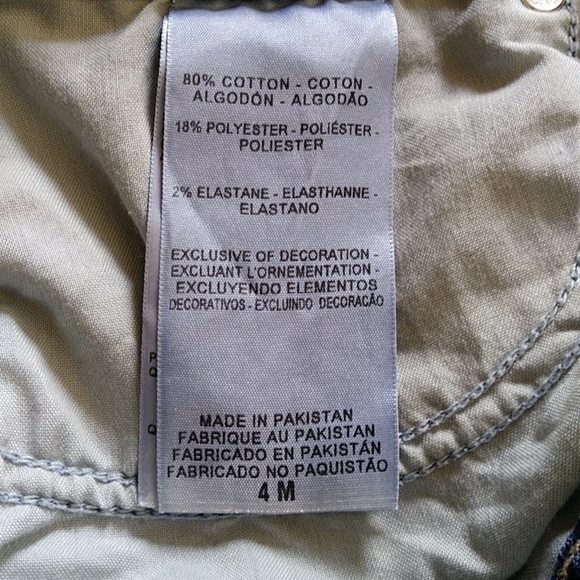 80% COTTON - COTON -
ALGODÓN - ALGODÃO
18% POLYESTER - POLIÉSTER -
POLIESTER
2% ELASTANE - ELASTHANNE -
ELASTANO
EXCLUSIVE OF DECORATION -
EXCLUANT L'ORNEMENTATION -
EXCLUYENDO ELEMENTOS
DECORATIVOS - EXCLUINDO DECORAÇÃO
MADE IN PAKISTAN
FABRIQUE AU PAKISTAN
FABRICADO EN PAKISTÁN
FABRICADO NO PAQUISTÃO
4 M